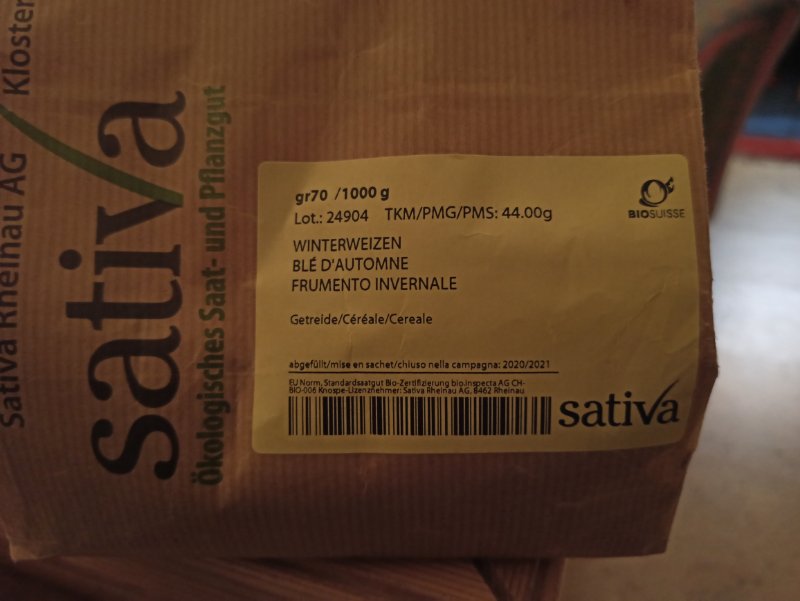 Sativa Rheinau AG Kloster
sativa
Ökologisches Saat- und Pflanzgut
gr70 /1000 g
Lot.: 24904 TKM/PMG/PMS: 44.00g
BIOSUISSE
WINTERWEIZEN
BLÉ D'AUTOMNE
FRUMENTO INVERNALE
Getreide/Céréale/Cereale
abgefüllt/mise en sachet/chiuso nella campagna: 2020/2021
EU Norm, Standardsaatgut Bio-Zertifizierung bio.inspecta AG CH-
BIO-006 Knospe-Lizenznehmer: Sativa Rheinau AG, 8462 Rheinau
sativa